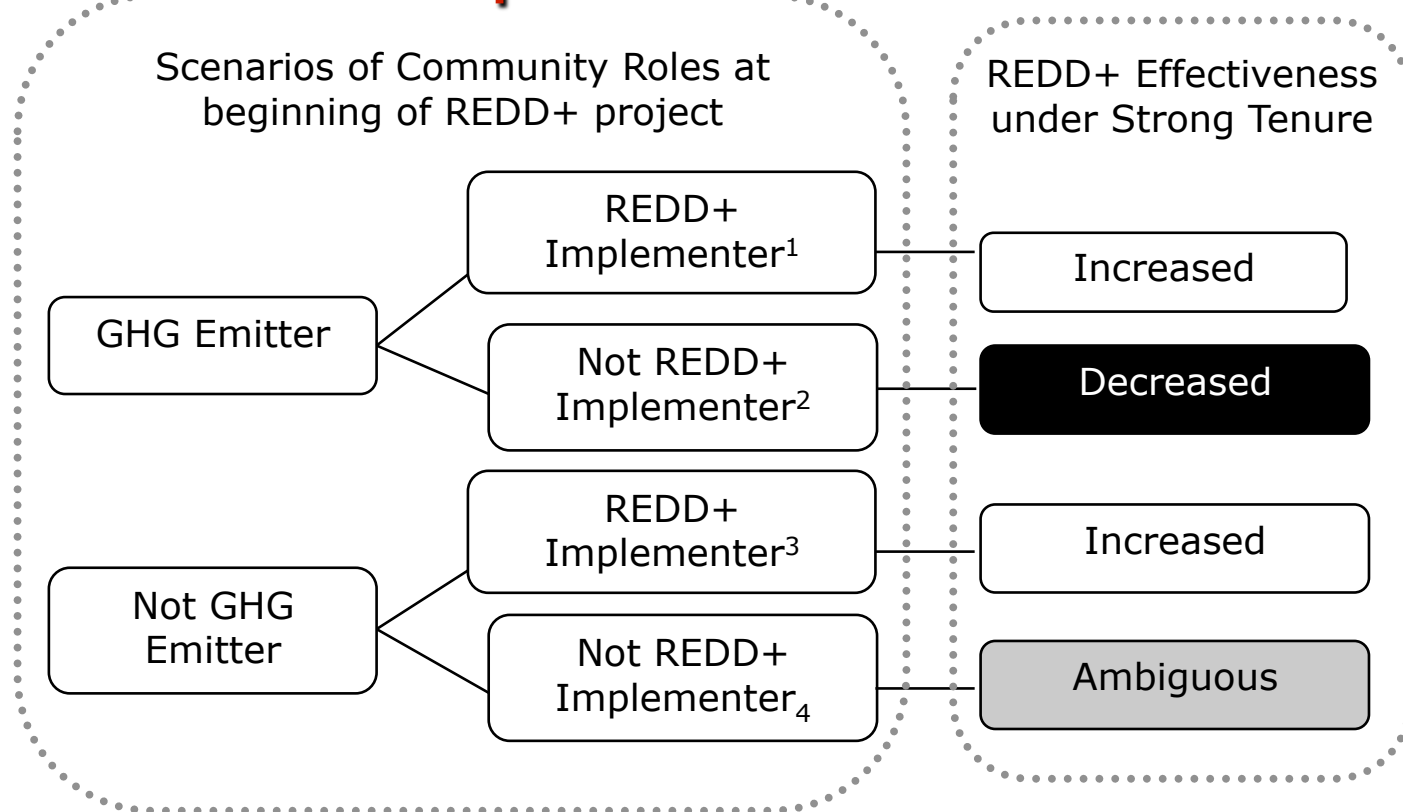 Scenarios of Community Roles at
beginning of REDD+ project
REDD+ Effectiveness
under Strong Tenure
GHG Emitter
REDD+
Implementer¹
Increased
Not REDD+
Implementer²
Decreased
Not GHG
Emitter
REDD+
Implementer³
Increased
Not REDD+
Implementer₄
Ambiguous